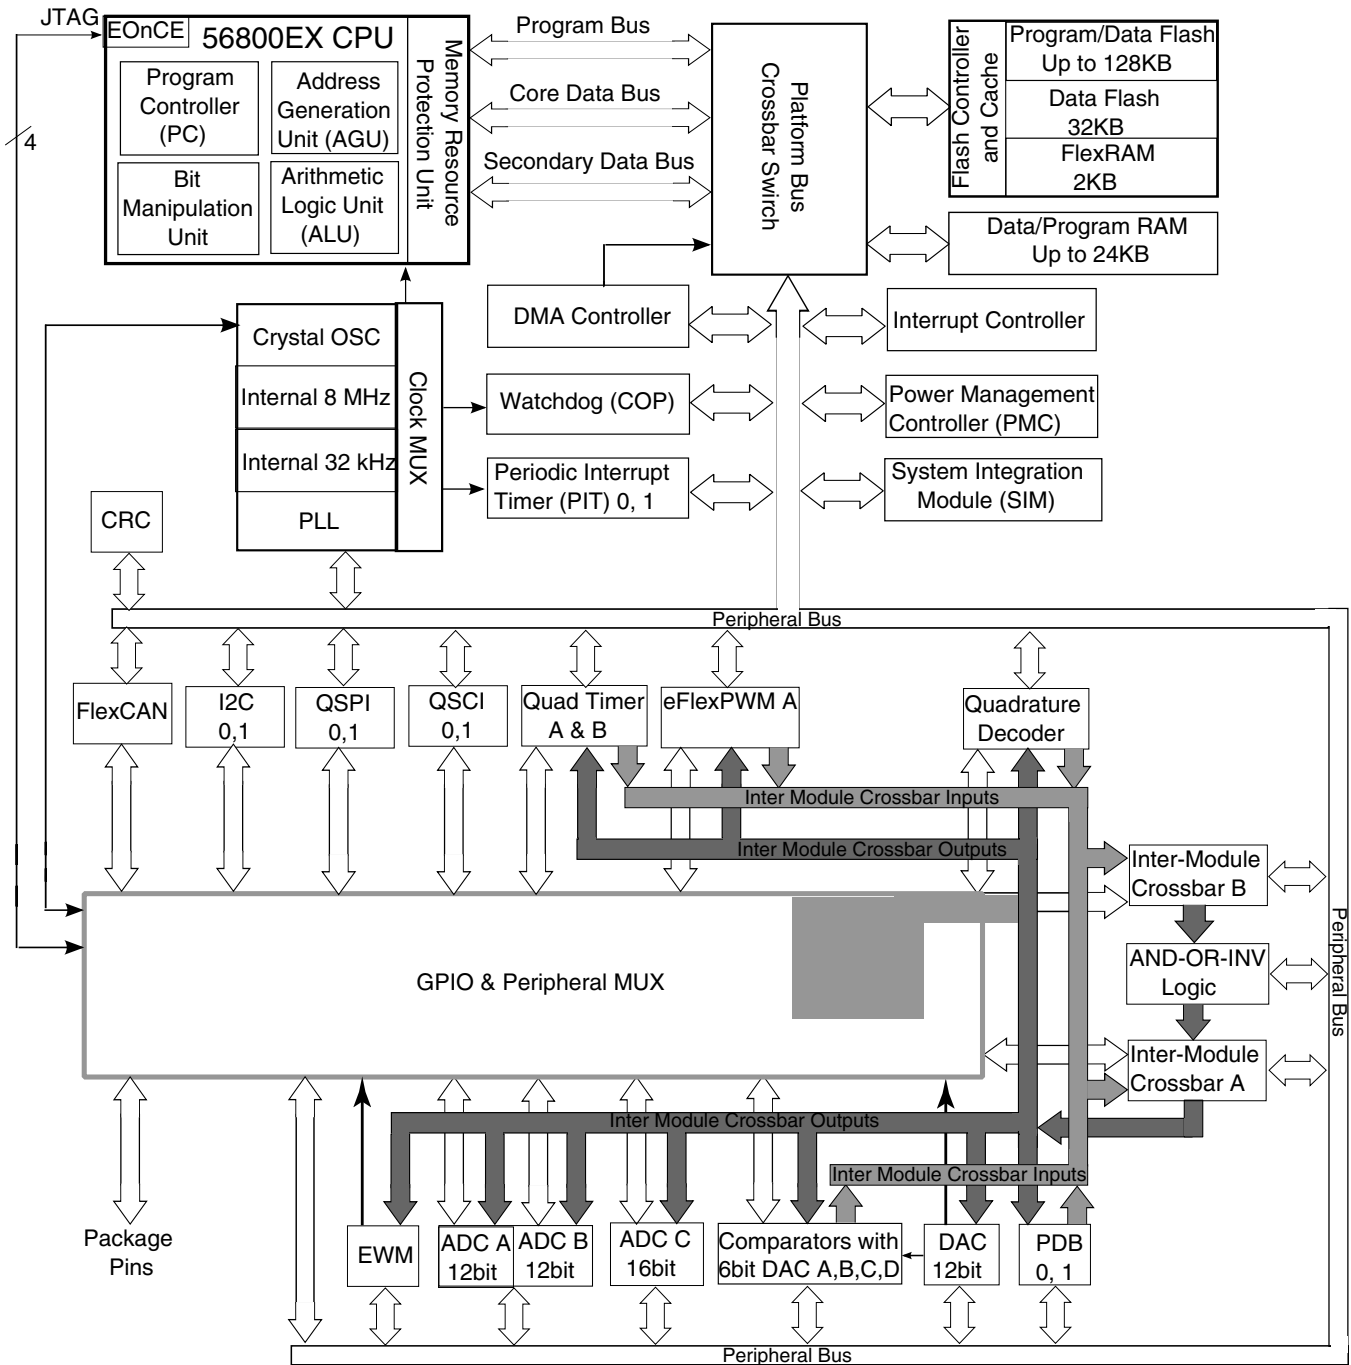 JTAG
EOnCE
56800EX CPU
Program
Controller
(PC)
Address
Generation
Unit (AGU)
Bit
Manipulation
Unit
Arithmetic
Logic Unit
(ALU)
Memory Resource
Protection Unit
4
Program Bus
Core Data Bus
Secondary Data Bus
Platform Bus
Crossbar Swirch
Flash Controller
and Cache
Program/Data Flash
Up to 128KB
Data Flash
32KB
FlexRAM
2KB
Data/Program RAM
Up to 24KB
DMA Controller
Interrupt Controller
Crystal OSC
Internal 8 MHz
Internal 32 kHz
PLL
Clock MUX
Watchdog (COP)
Power Management
Controller (PMC)
Periodic Interrupt
Timer (PIT) 0, 1
System Integration
Module (SIM)
CRC
Peripheral Bus
FlexCAN
I2C
0,1
QSPI
0,1
QSCI
0,1
Quad Timer
A & B
eFlexPWM A
Quadrature
Decoder
Inter Module Crossbar Inputs
Inter Module Crossbar Outputs
Inter-Module
Crossbar B
AND-OR-INV
Logic
Inter-Module
Crossbar A
Peripheral Bus
GPIO & Peripheral MUX
Inter Module Crossbar Outputs
Inter Module Crossbar Inputs
Package
Pins
EWM
ADC A
12bit
ADC B
12bit
ADC C
16bit
Comparators with
6bit DAC A,B,C,D
DAC
12bit
PDB
0, 1
Peripheral Bus